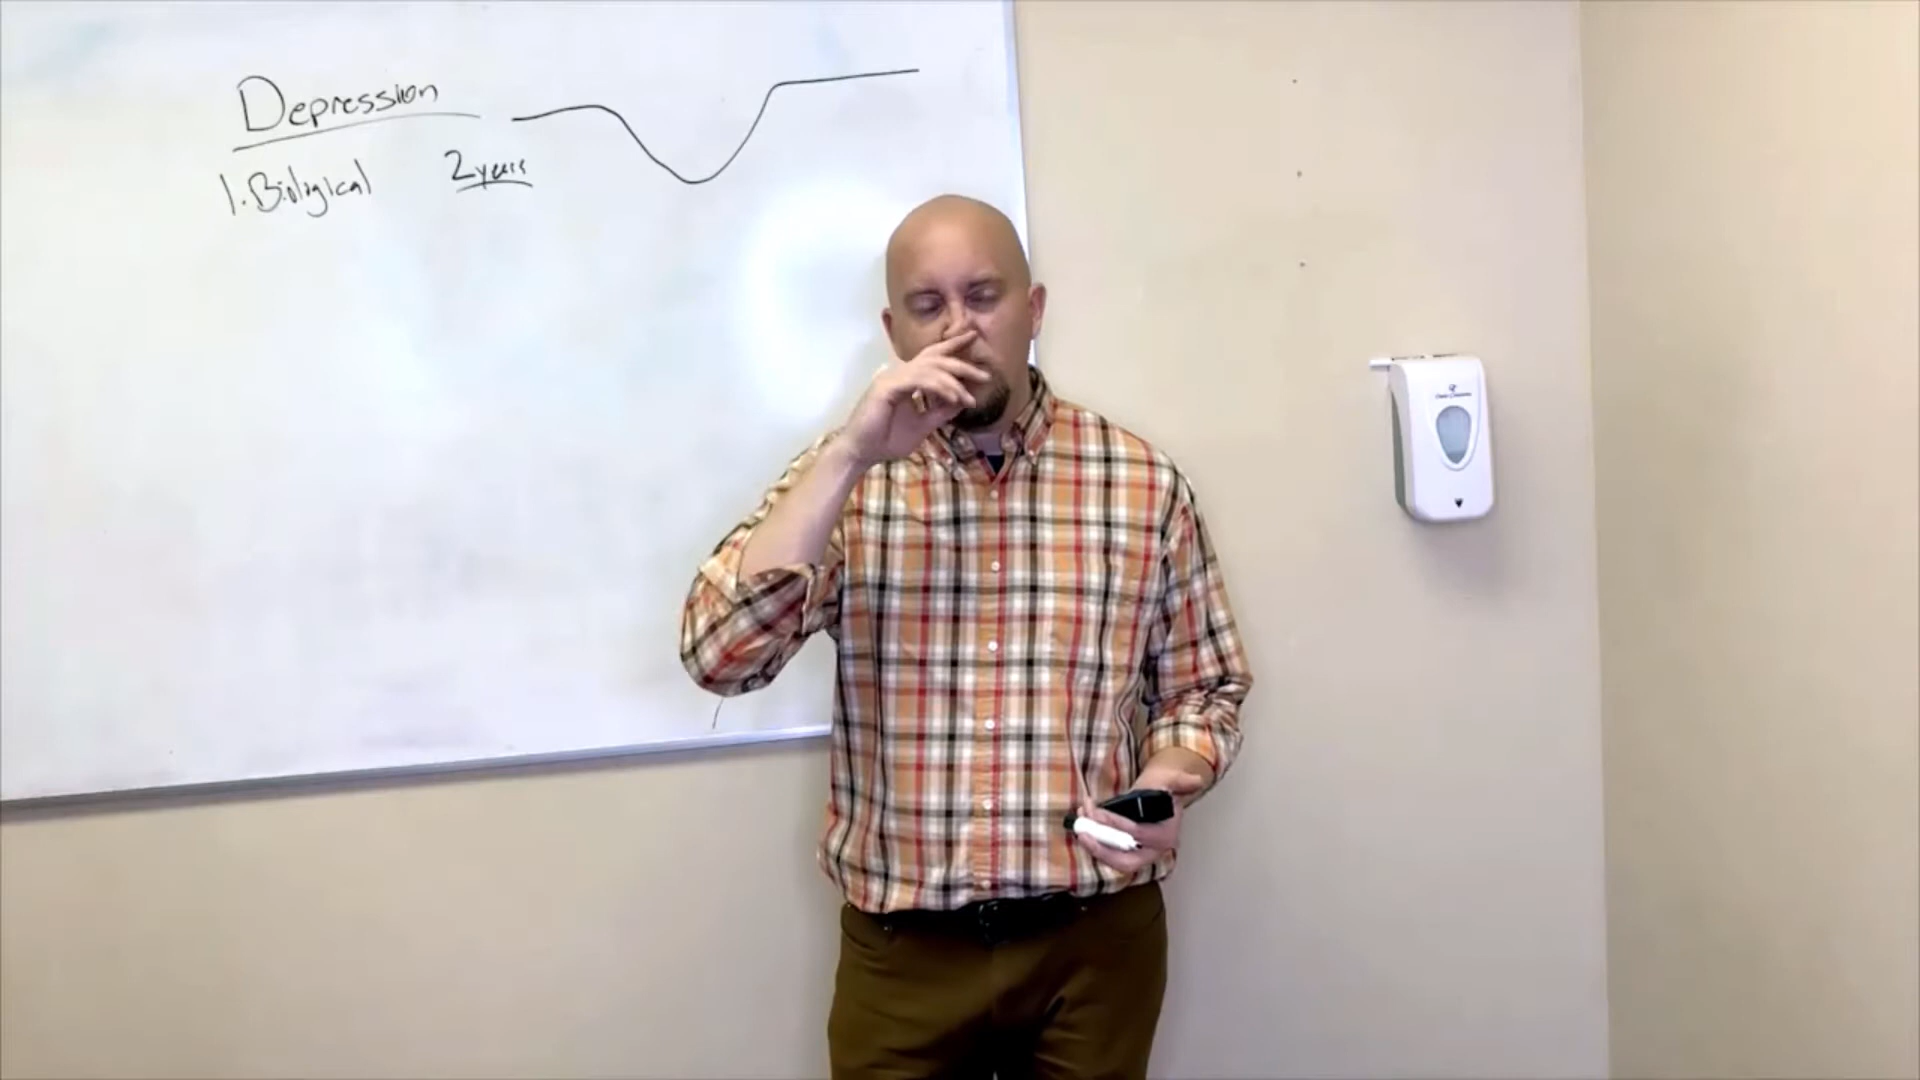 Depression
1. Biological 2 years